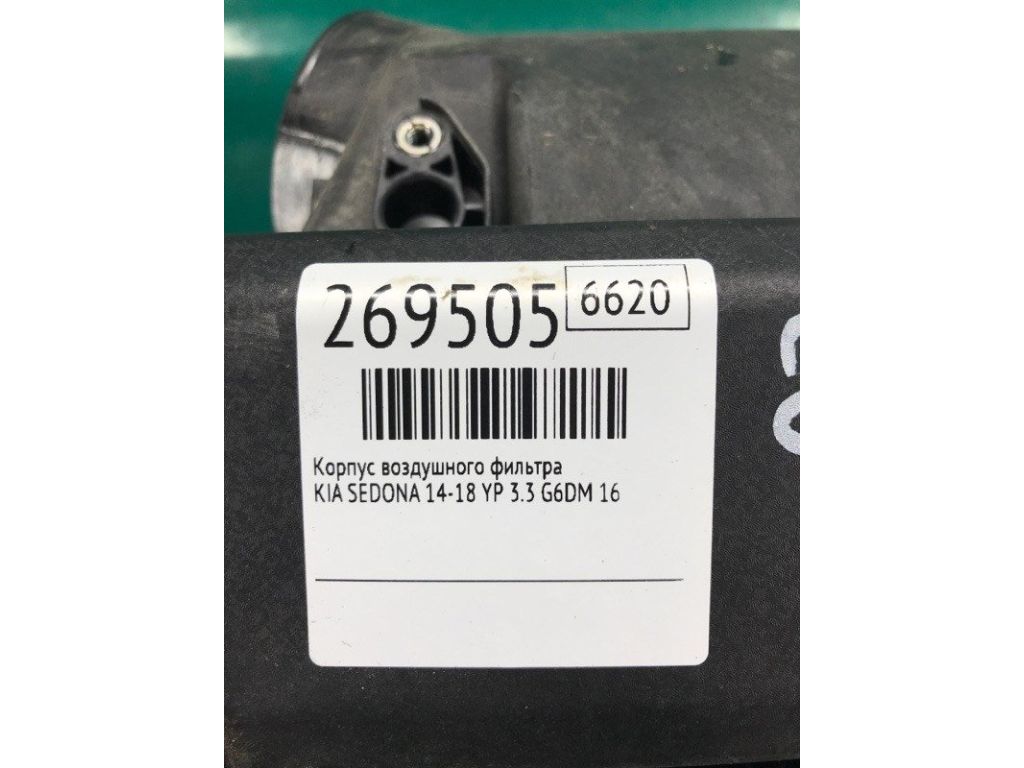 269505 6620
Корпус воздушного фильтра
KIA SEDONA 14-18 YP 3.3 G6DM 16